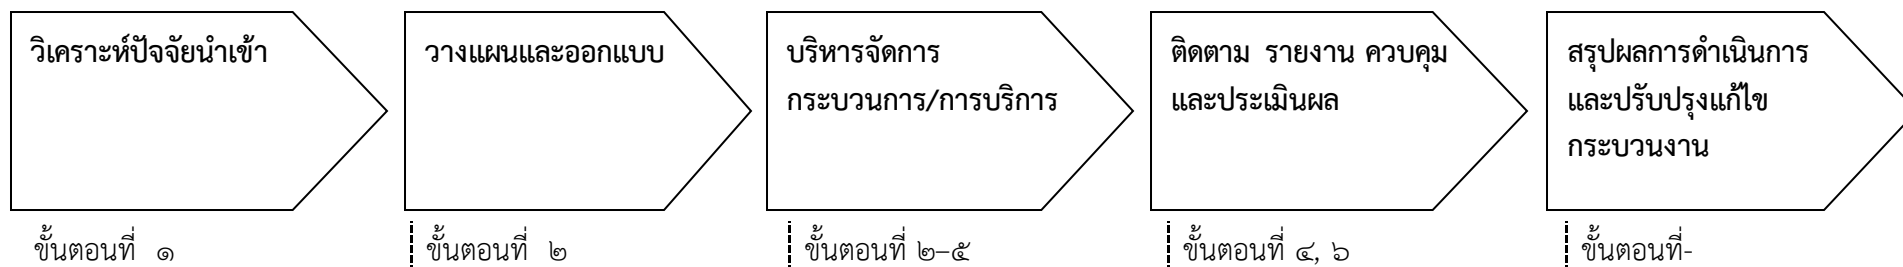 วิเคราะห์ปัจจัยนำเข้า
วางแผนและออกแบบ
บริหารจัดการ
กระบวนการ/การบริการ
ติดตาม รายงาน ควบคุม
และประเมินผล
สรุปผลการดำเนินการ
และปรับปรุงแก้ไข
กระบวนงาน
ขั้นตอนที่ ๑
ขั้นตอนที่ ๒
ขั้นตอนที่ ๒–๕
ขั้นตอนที่ ๔, ๖
ขั้นตอนที่-